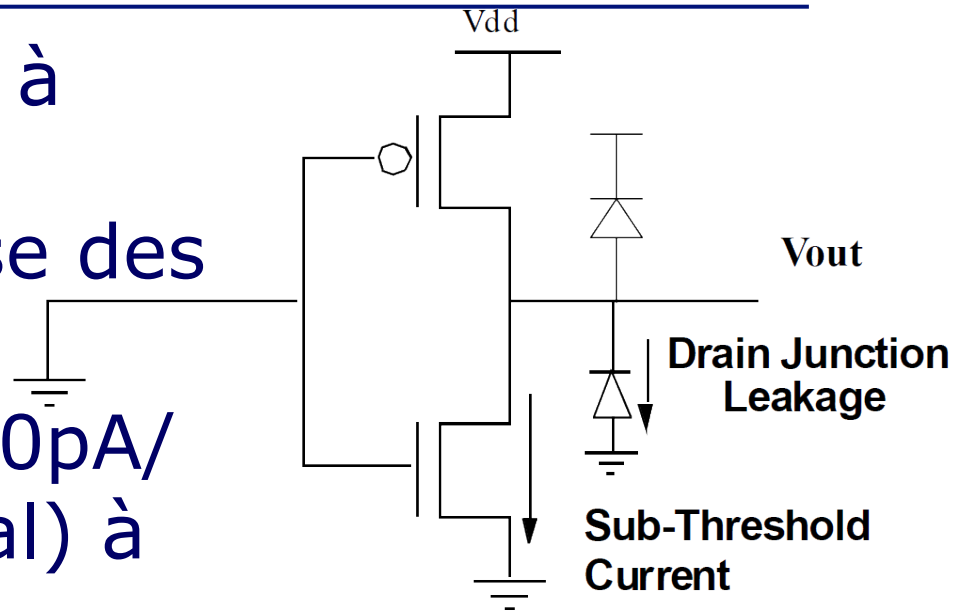 Vdd
à
se des
Vout
Drain Junction
Leakage
0pA/
al) à
Sub-Threshold
Current